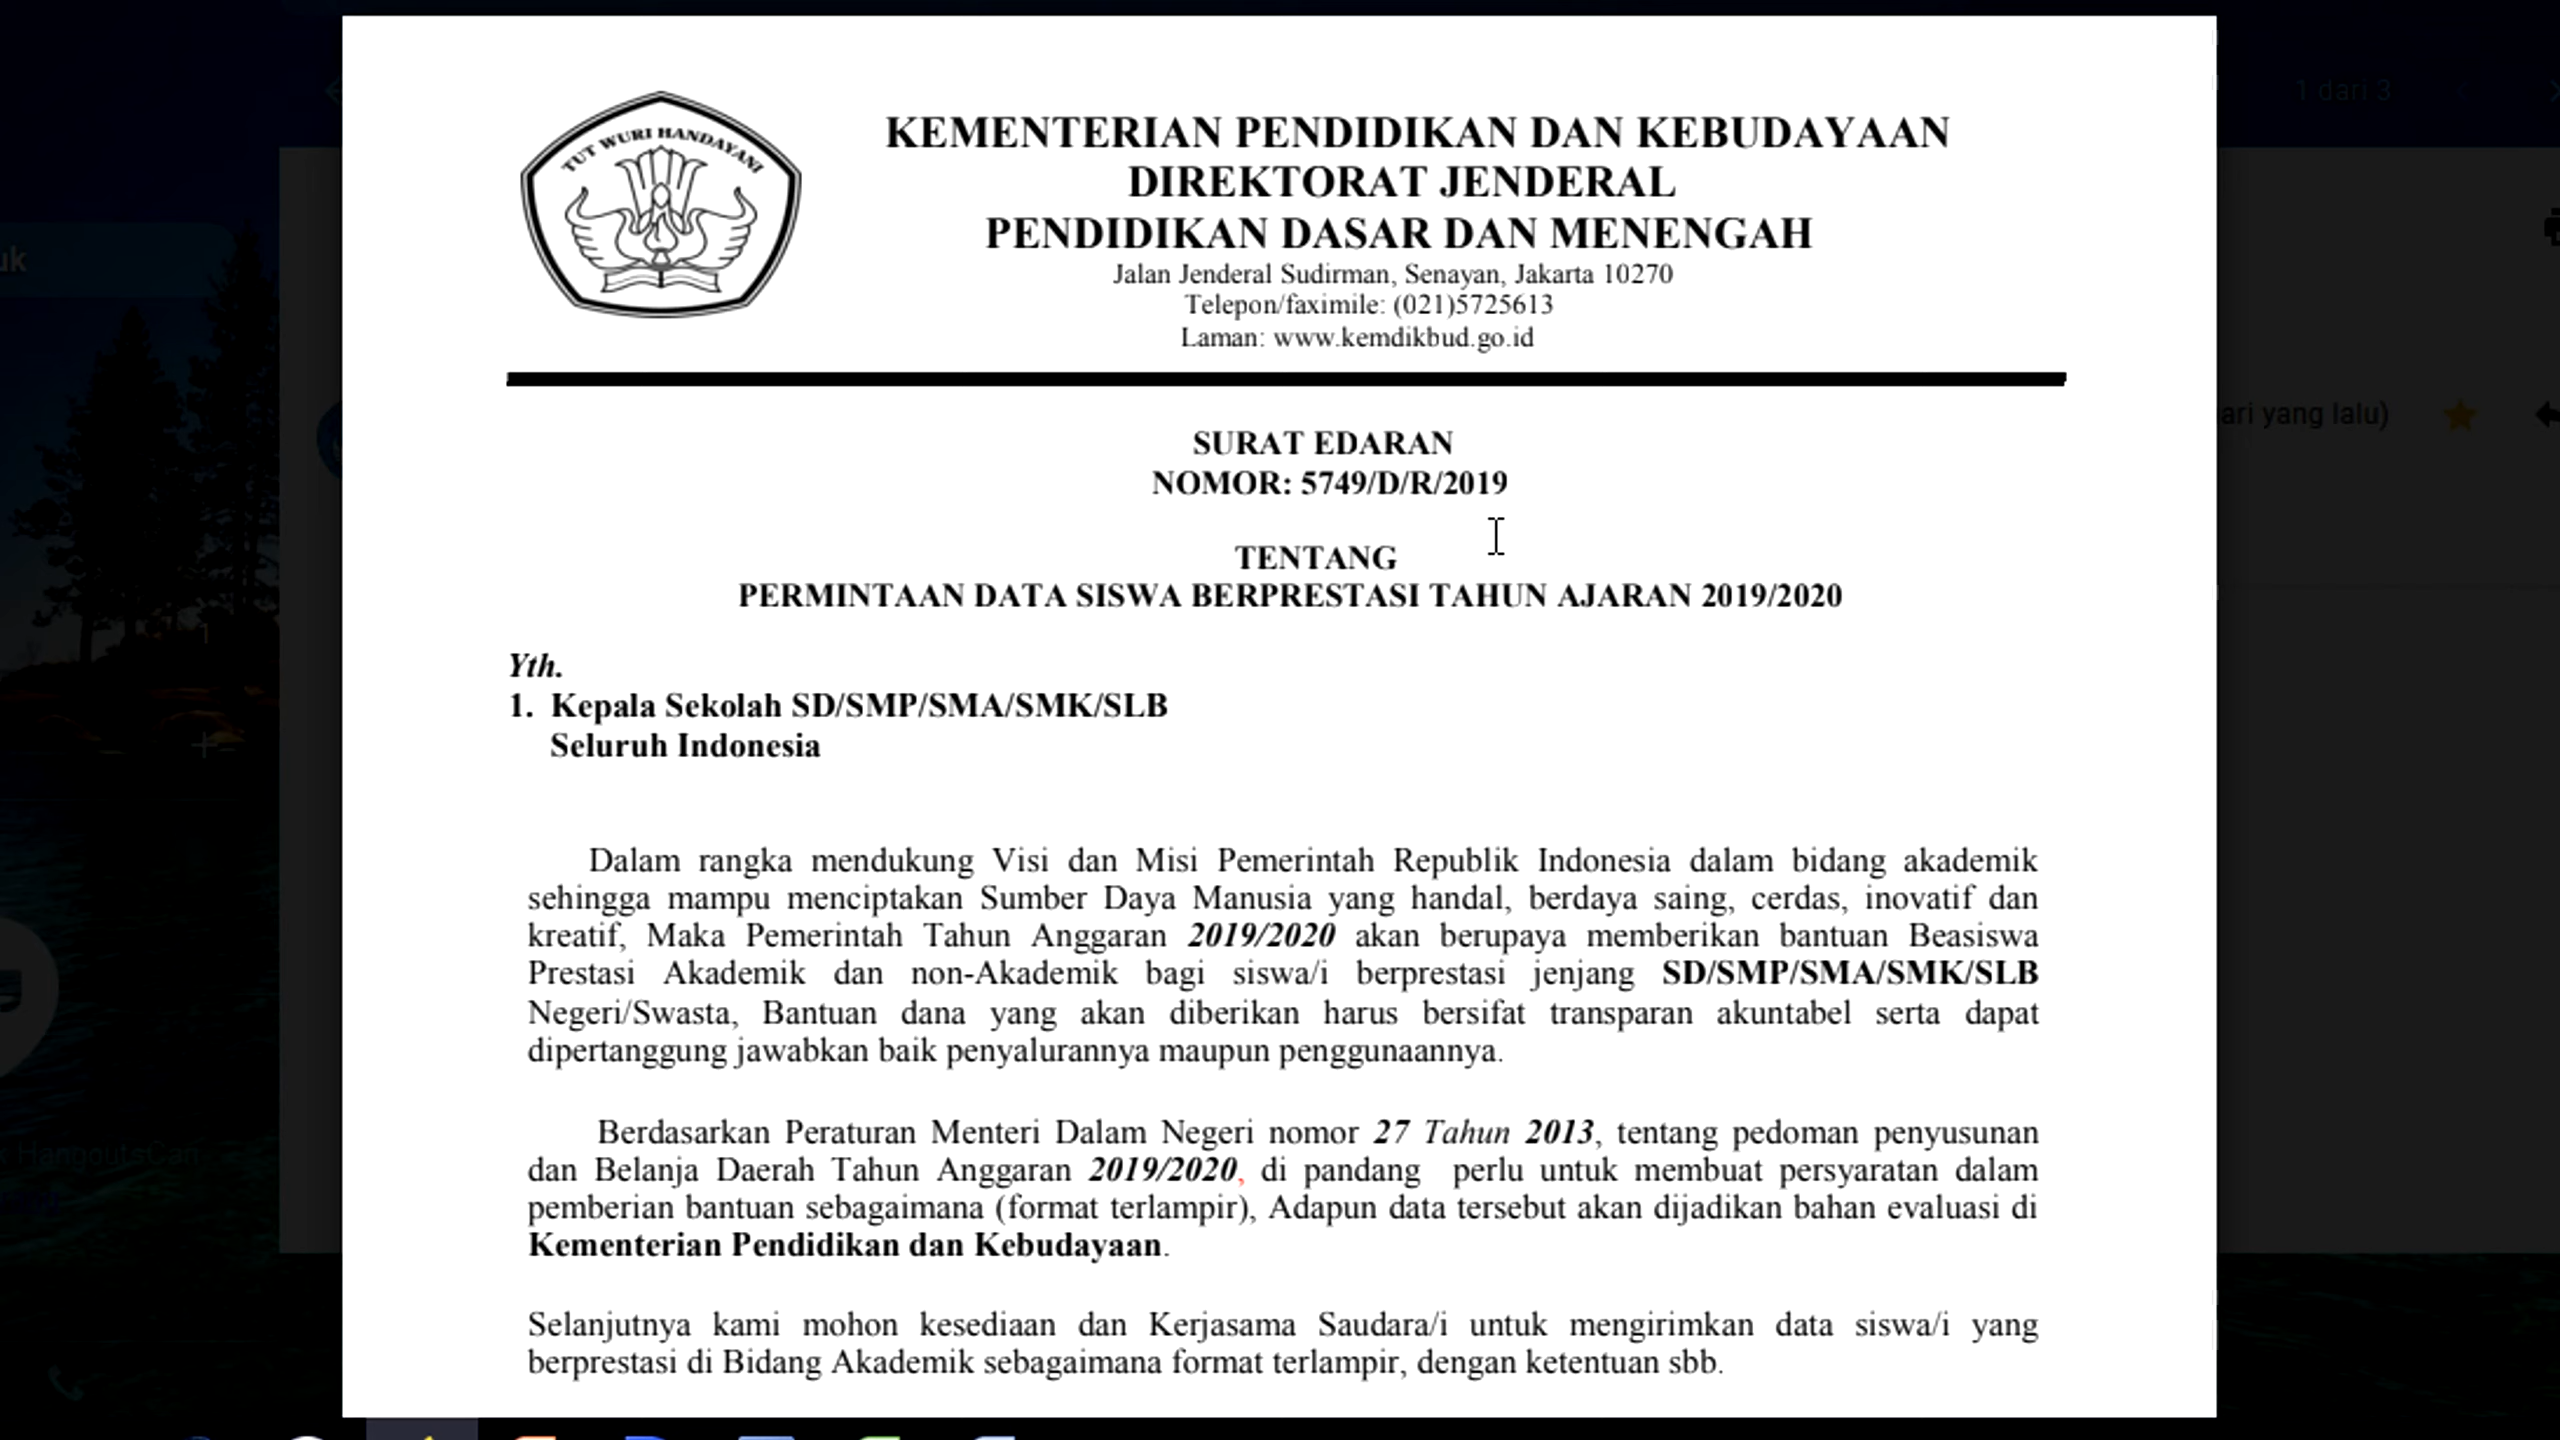 1 dari 3
TUT WURI HANDAYANI
KEMENTERIAN PENDIDIKAN DAN KEBUDAYAAN
DIREKTORAT JENDERAL
PENDIDIKAN DASAR DAN MENENGAH
Jalan Jenderal Sudirman, Senayan, Jakarta 10270
Telepon/faximile: (021)5725613
Laman: www.kemdikbud.go.id
uk
ari yang lalu)
SURAT EDARAN
NOMOR: 5749/D/R/2019
TENTANG
PERMINTAAN DATA SISWA BERPRESTASI TAHUN AJARAN 2019/2020
Yth.
1. Kepala Sekolah SD/SMP/SMA/SMK/SLB
Seluruh Indonesia
Dalam rangka mendukung Visi dan Misi Pemerintah Republik Indonesia dalam bidang akademik
sehingga mampu menciptakan Sumber Daya Manusia yang handal, berdaya saing, cerdas, inovatif dan
kreatif, Maka Pemerintah Tahun Anggaran 2019/2020 akan berupaya memberikan bantuan Beasiswa
Prestasi Akademik dan non-Akademik bagi siswa/i berprestasi jenjang SD/SMP/SMA/SMK/SLB
Negeri/Swasta, Bantuan dana yang akan diberikan harus bersifat transparan akuntabel serta dapat
dipertanggung jawabkan baik penyalurannya maupun penggunaannya.
Berdasarkan Peraturan Menteri Dalam Negeri nomor 27 Tahun 2013, tentang pedoman penyusunan
dan Belanja Daerah Tahun Anggaran 2019/2020, di pandang perlu untuk membuat persyaratan dalam
pemberian bantuan sebagaimana (format terlampir), Adapun data tersebut akan dijadikan bahan evaluasi di
Kementerian Pendidikan dan Kebudayaan.
Selanjutnya kami mohon kesediaan dan Kerjasama Saudara/i untuk mengirimkan data siswa/i yang
berprestasi di Bidang Akademik sebagaimana format terlampir, dengan ketentuan sbb.